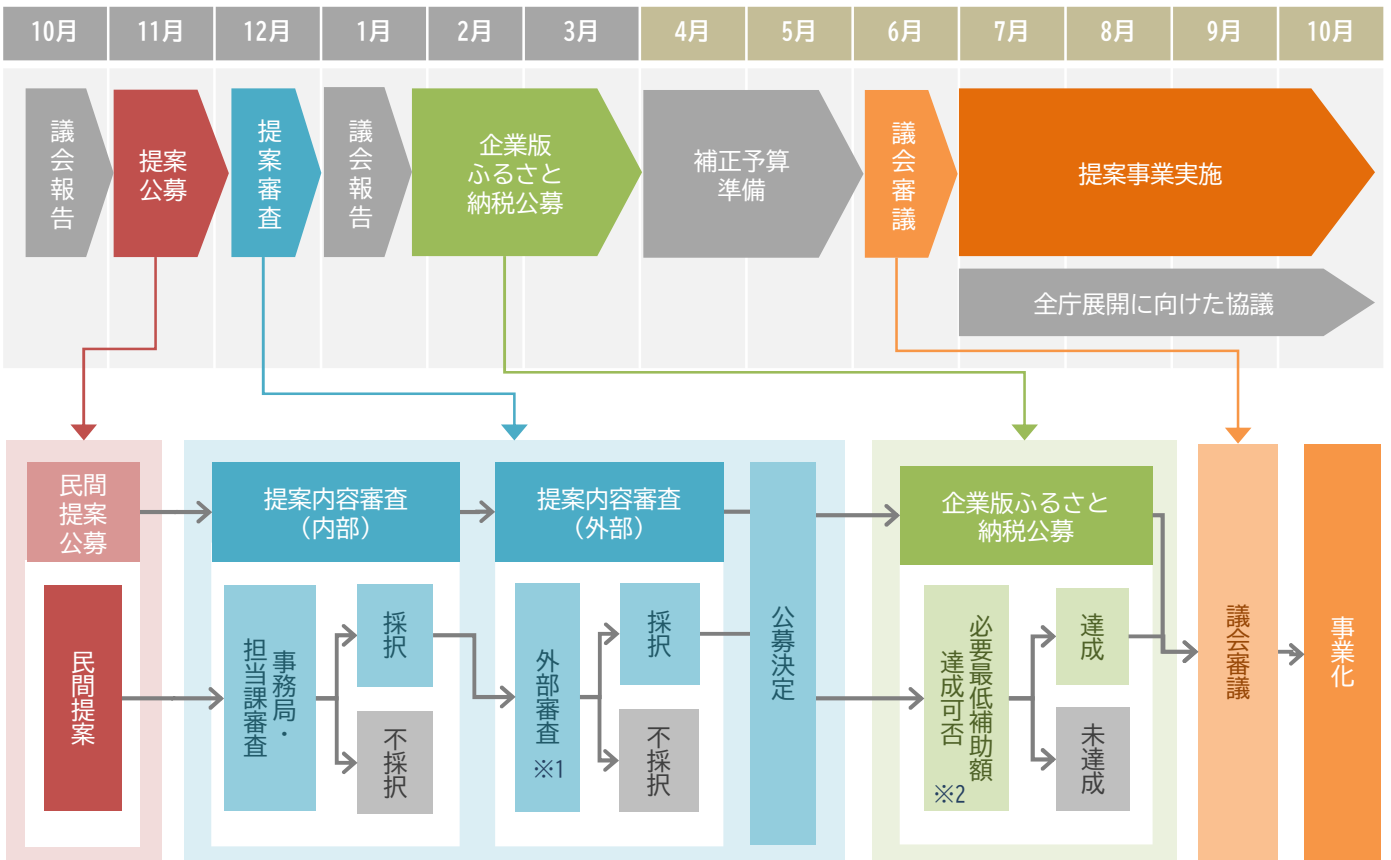 10月
11月
12月
1月
2月
3月
4月
5月
6月
7月
8月
9月
10月
議会報告
提案
公募
提案審査
議会報告
企業版
ふるさと
納税公募
補正予算
準備
議会審議
提案事業実施
全庁展開に向けた協議
民間
提案
公募
民間提案
提案内容審査
（内部）
事務局・
担当課審査
採択
不採択
提案内容審査
（外部）
外部審査
※1
採択
不採択
公募決定
企業版ふるさと
納税公募
必要最低補助額
達成可否
※2
達成
未達成
議会審議
事業化